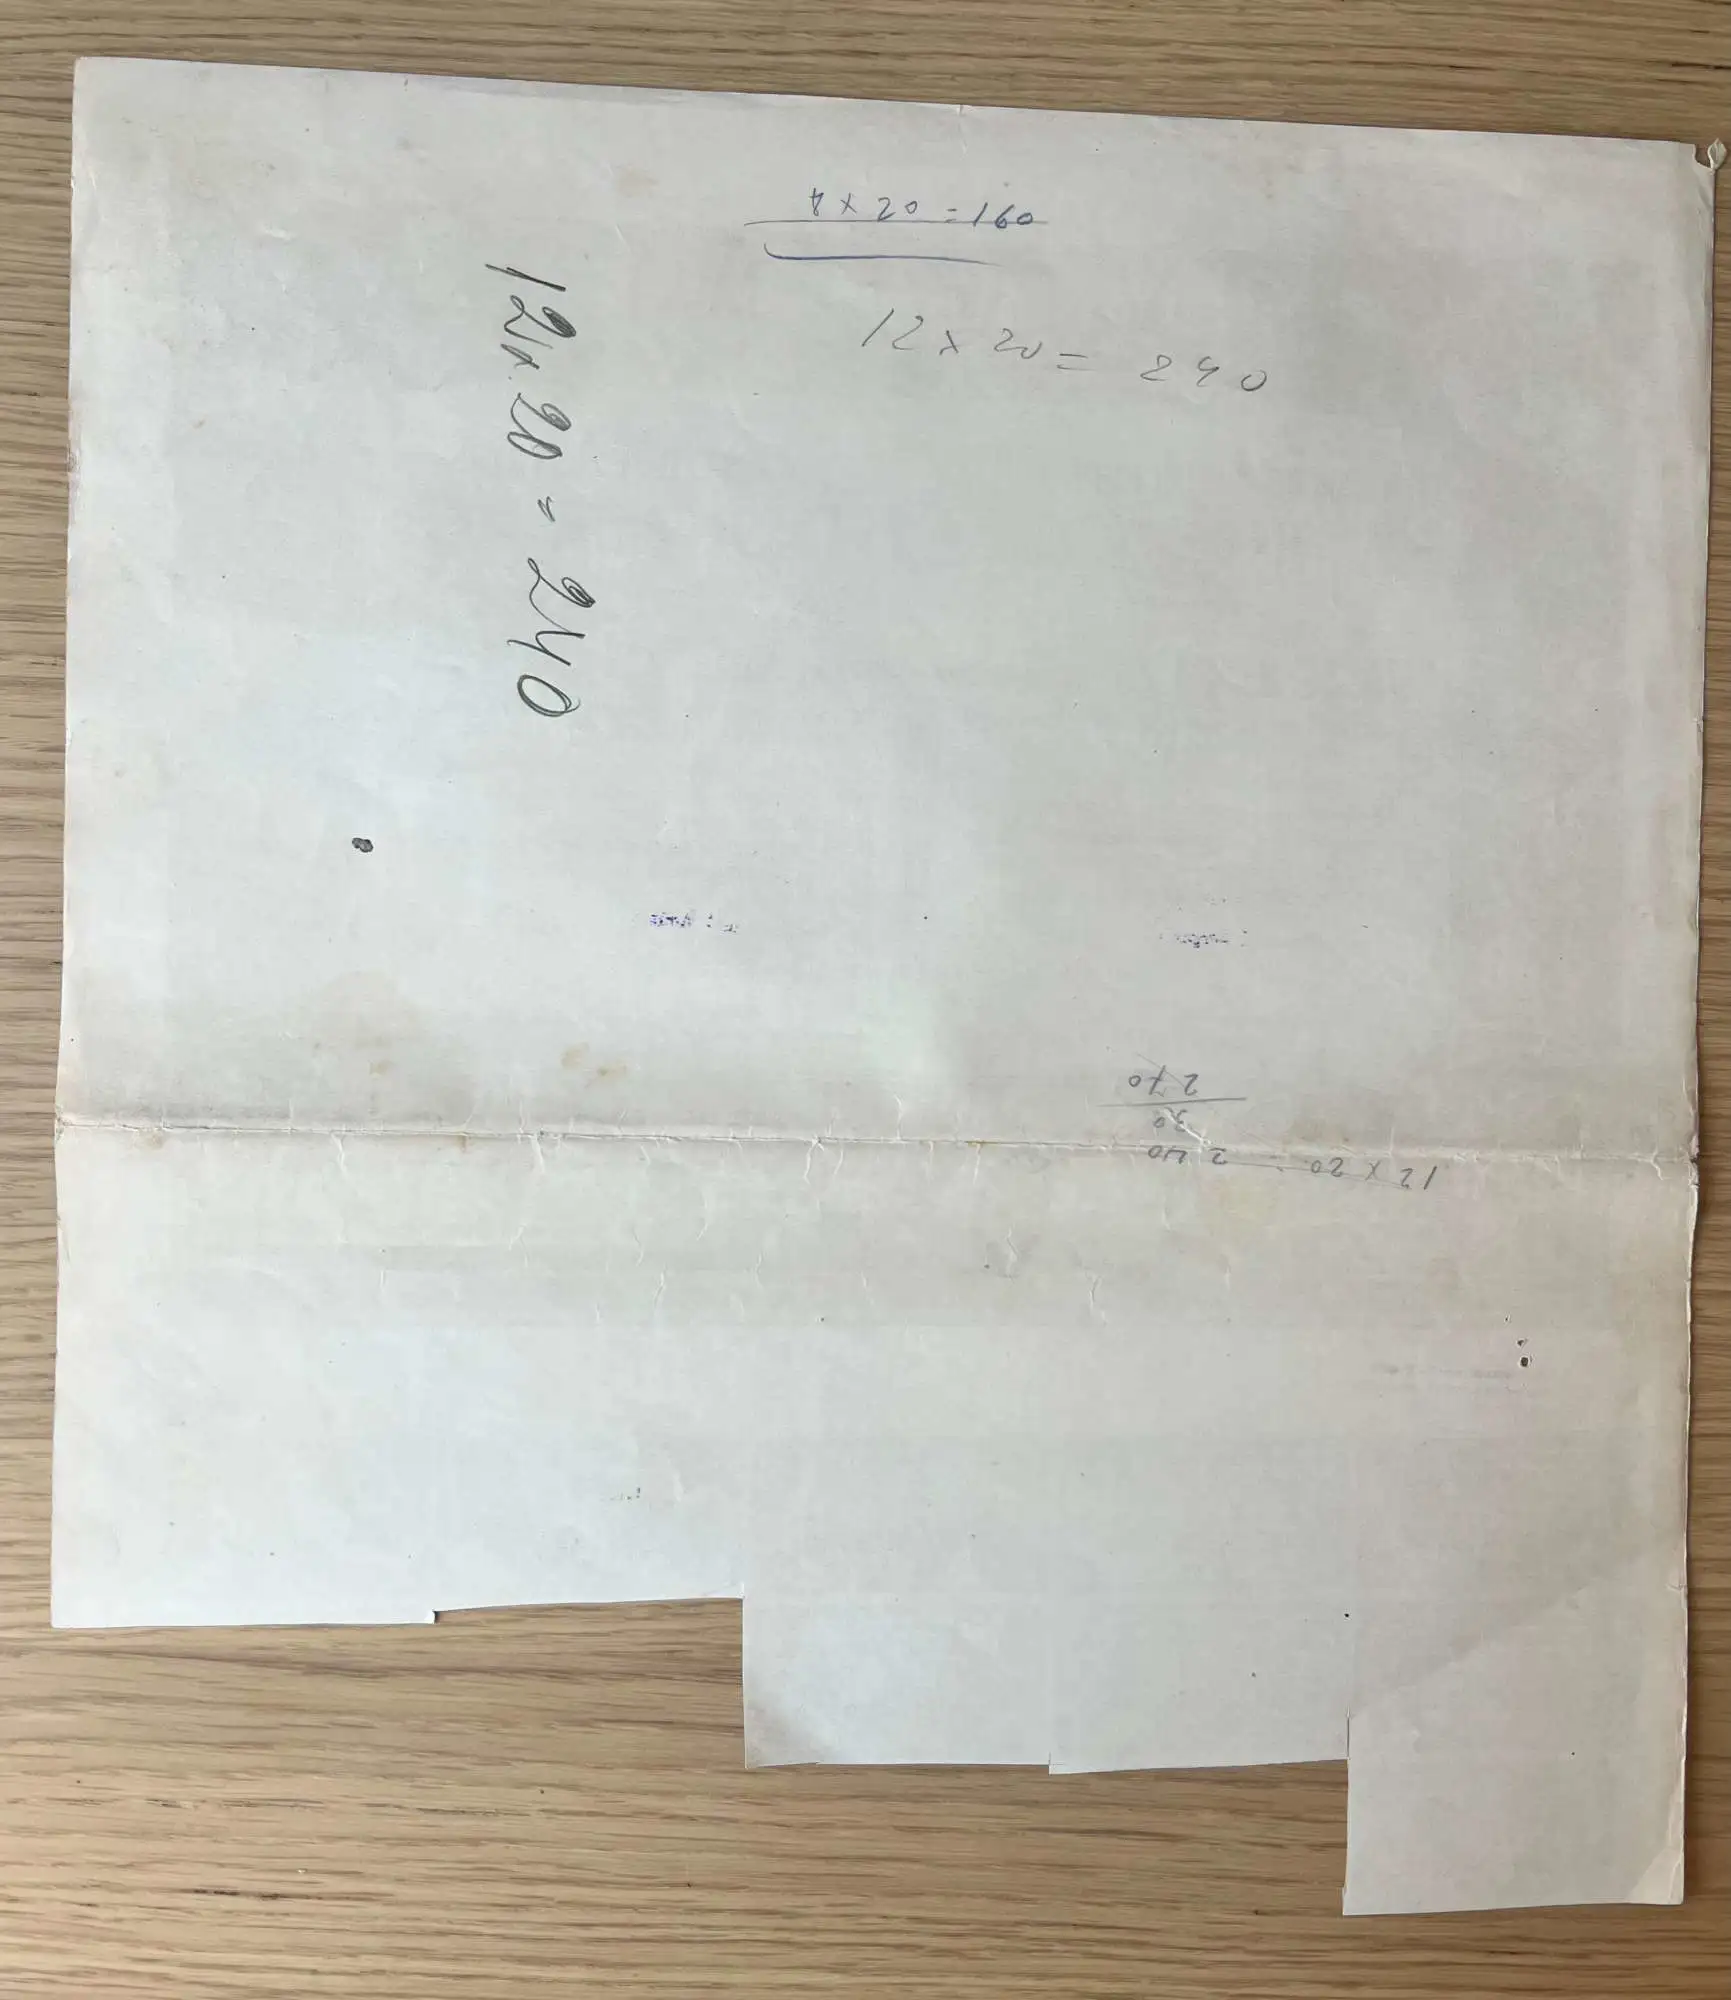 8 x 20 = 160
12 x 20 = 240
12 x 20 = 240
12 x 20 - 240
30
270